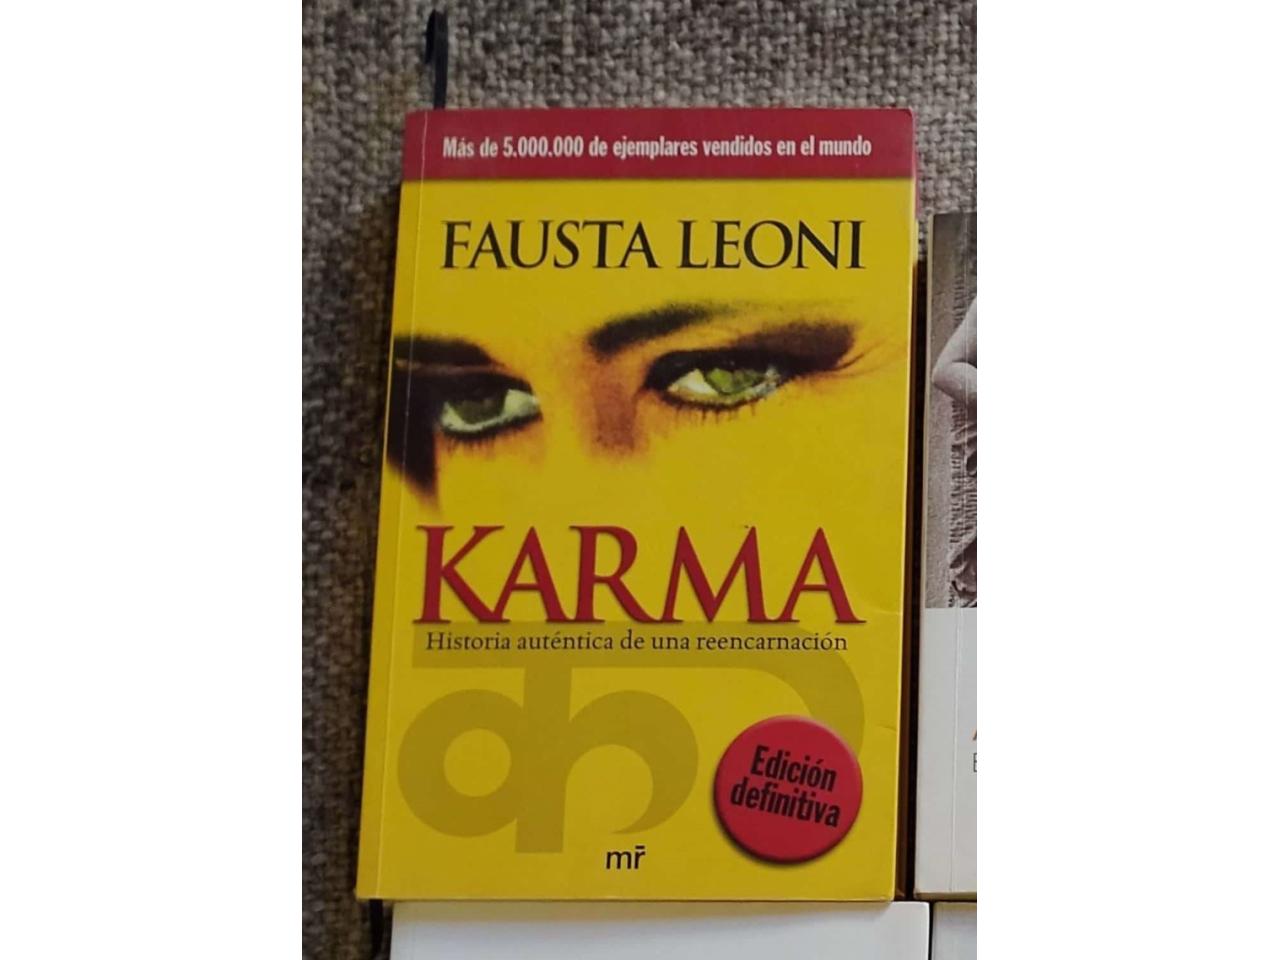 Más de 5.000.000 de ejemplares vendidos en el mundo
FAUSTA LEONI
KARMA
Historia auténtica de una reencarnación
क
Edición
definitiva
mr̄